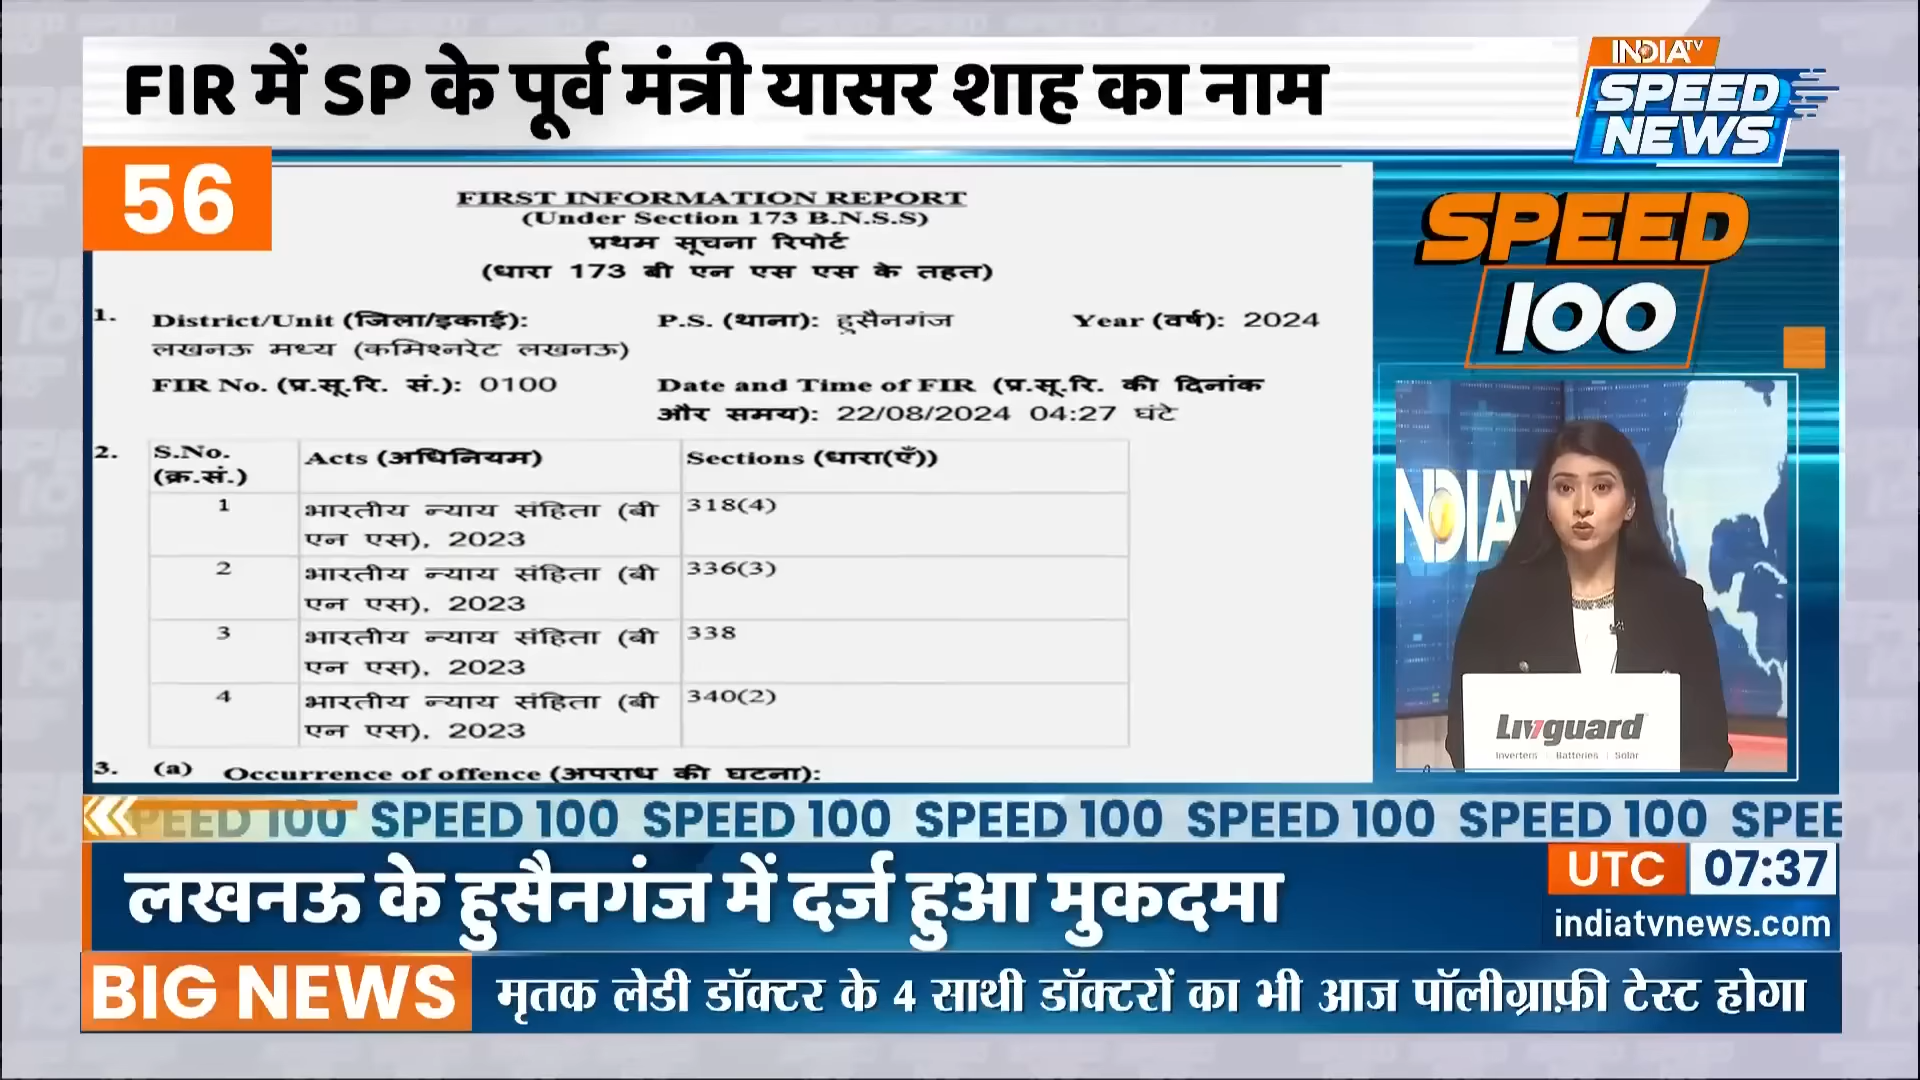 FIR में SP के पूर्व मंत्री यासर शाह का नाम
INDIA TV
SPEED
NEWS
56
FIRST INFORMATION REPORT
(Under Section 173 B.N.S.S)
प्रथम सूचना रिपोर्ट
(धारा 173 बी एन एस एस के तहत)
1. District/Unit (जिला/इकाई): P.S. (थाना): हुसैनगंज Year (वर्ष): 2024
लखनऊ मध्य (कमिश्नरेट लखनऊ)
FIR No. (प्र.सू.रि. सं.): 0100 Date and Time of FIR (प्र.सू.रि. की दिनांक
और समय): 22/08/2024 04:27 घंटे
2. S.No. Acts (अधिनियम) Sections (धारा(एँ))
(क्र.सं.)
1 भारतीय न्याय संहिता (बी 318(4)
एन एस), 2023
2 भारतीय न्याय संहिता (बी 336(3)
एन एस), 2023
3 भारतीय न्याय संहिता (बी 338
एन एस), 2023
4 भारतीय न्याय संहिता (बी 340(2)
एन एस), 2023
3. (a) Occurrence of offence (अपराध की घटना):
SPEED
100
NDIATV
Livguard
Inverters | Batteries | Solar
PEED 100 SPEED 100 SPEED 100 SPEED 100 SPEED 100 SPEED 100 SPEE
लखनऊ के हुसैनगंज में दर्ज हुआ मुकदमा
UTC 07:37
indiatvnews.com
BIG NEWS मृतक लेडी डॉक्टर के 4 साथी डॉक्टरों का भी आज पॉलीग्राफ़ी टेस्ट होगा